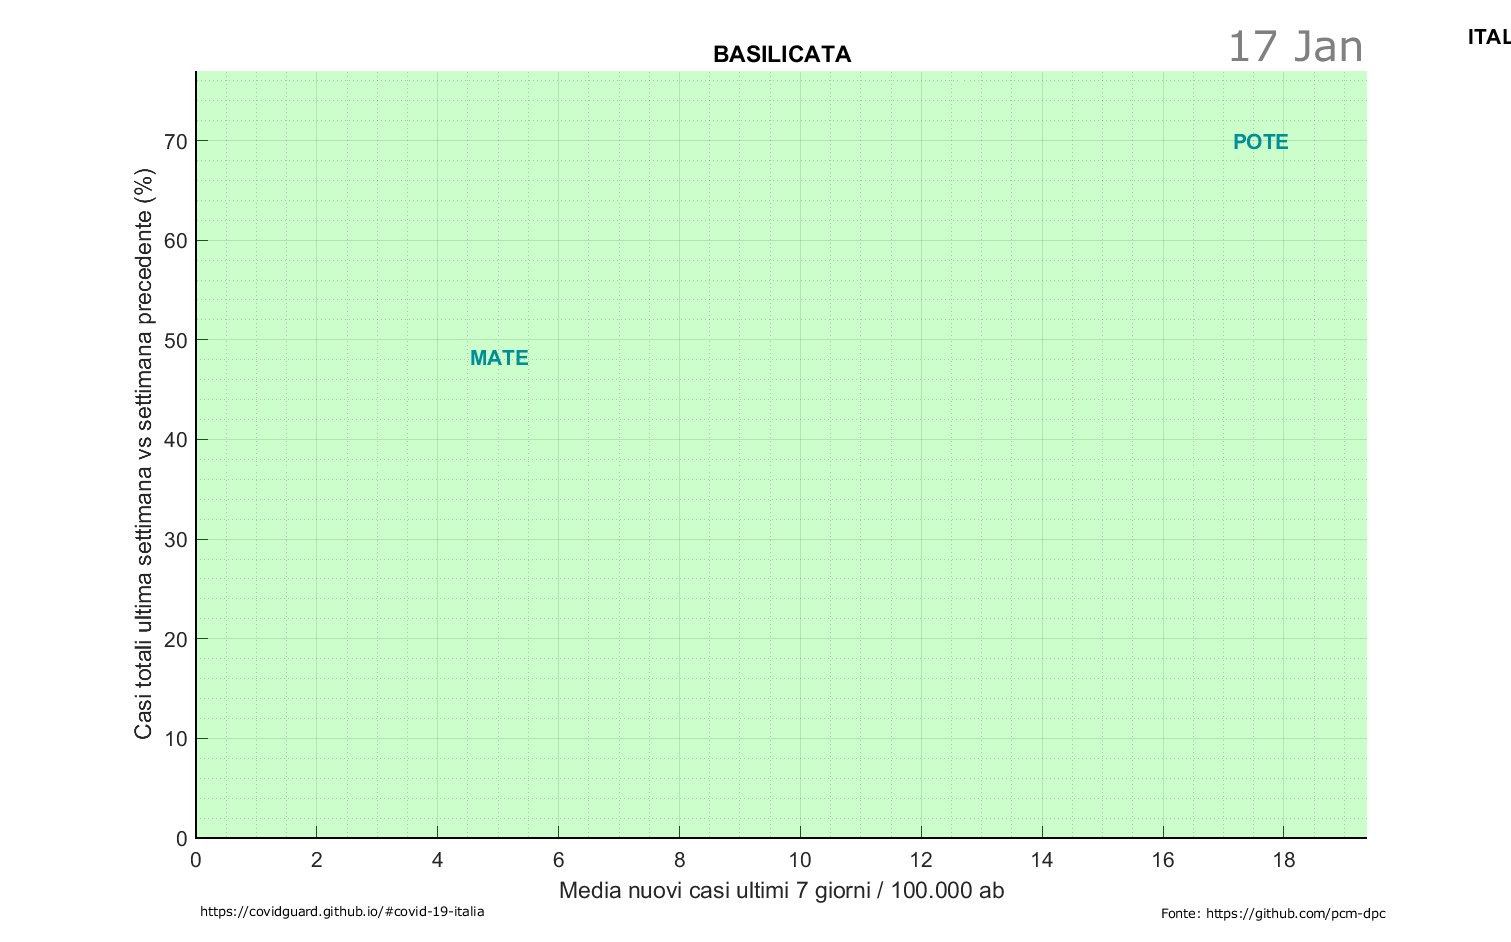 17 Jan
BASILICATA
ITAL
POTE
MATE
70
60
50
40
30
20
10
0
Casi totali ultima settimana vs settimana precedente (%)
0 2 4 6 8 10 12 14 16 18
Media nuovi casi ultimi 7 giorni / 100.000 ab
https://covidguard.github.io/#covid-19-italia
Fonte: https://github.com/pcm-dpc